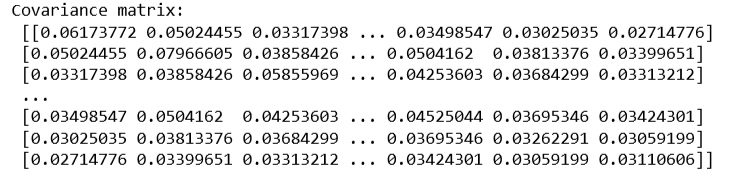 Covariance matrix:
[[0.06173772 0.05024455 0.03317398 ... 0.03498547 0.03025035 0.02714776]
[0.05024455 0.07966605 0.03858426 ... 0.0504162 0.03813376 0.03399651]
[0.03317398 0.03858426 0.05855969 ... 0.04253603 0.03684299 0.03313212]
...
[0.03498547 0.0504162 0.04253603 ... 0.04525044 0.03695346 0.03424301]
[0.03025035 0.03813376 0.03684299 ... 0.03695346 0.03262291 0.03059199]
[0.02714776 0.03399651 0.03313212 ... 0.03424301 0.03059199 0.03110606]]